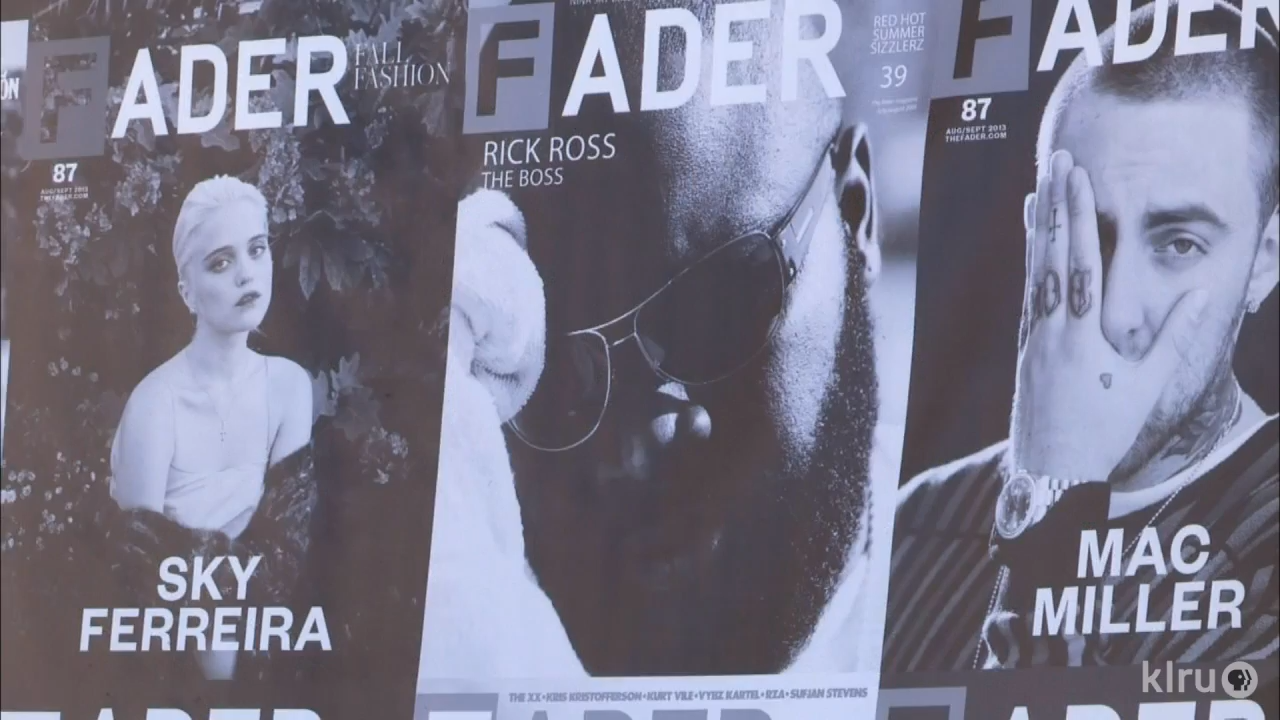 FADER
FALL
FASHION
87
AUG/SEPT 2013
THEFADER.COM
SKY
FERREIRA
FADER
RICK ROSS
THE BOSS
RED HOT
SUMMER
SIZZLERZ
39
THE XX • KRIS KRISTOFFERSON • KURT VILE • VYBZ KARTEL • RZA • SUFJAN STEVENS
FADER
87
AUG/SEPT 2013
THEFADER.COM
MAC
MILLER
klru